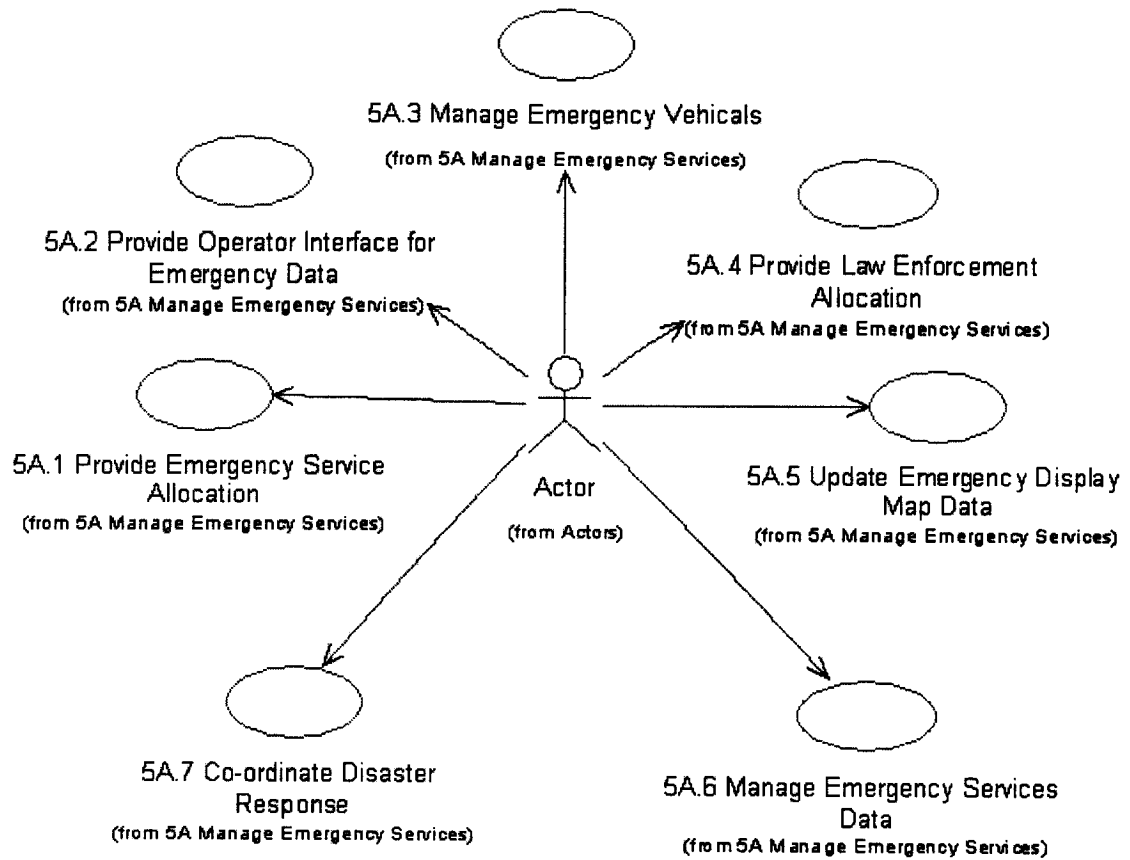 5A.3 Manage Emergency Vehicals
(from 5A Manage Emergency Services)
5A.2 Provide Operator Interface for
Emergency Data
(from 5A Manage Emergency Services)
5A.4 Provide Law Enforcement
Allocation
(from 5A Manage Emergency Services)
5A.1 Provide Emergency Service
Allocation
(from 5A Manage Emergency Services)
Actor
(from Actors)
5A.5 Update Emergency Display
Map Data
(from 5A Manage Emergency Services)
5A.7 Co-ordinate Disaster
Response
(from 5A Manage Emergency Services)
5A.6 Manage Emergency Services
Data
(from 5A Manage Emergency Services)